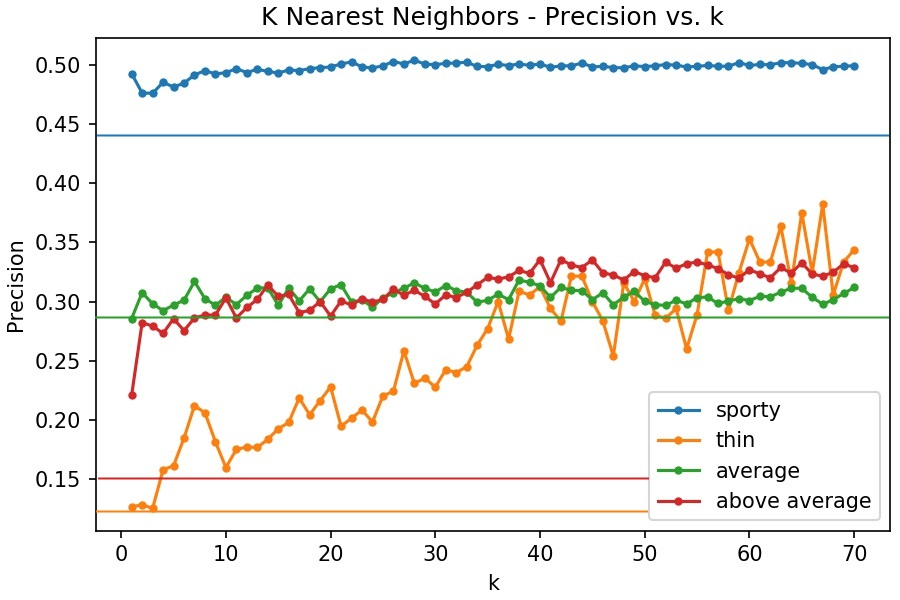 K Nearest Neighbors - Precision vs. k
Precision
0.50
0.45
0.40
0.35
0.30
0.25
0.20
0.15
sporty
thin
average
above average
0 10 20 30 40 50 60 70
k